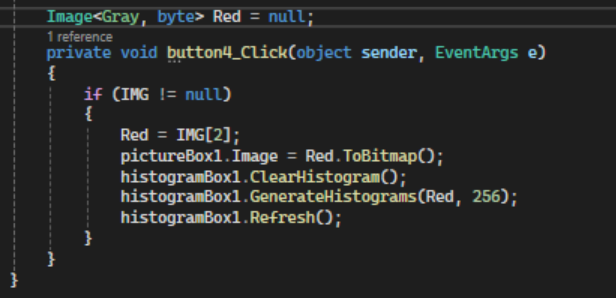 Image<Gray, byte> Red = null;
1 reference
private void button4_Click(object sender, EventArgs e)
{
if (IMG != null)
{
Red = IMG[2];
pictureBox1.Image = Red.ToBitmap();
histogramBox1.ClearHistogram();
histogramBox1.GenerateHistograms(Red, 256);
histogramBox1.Refresh();
}
}
}